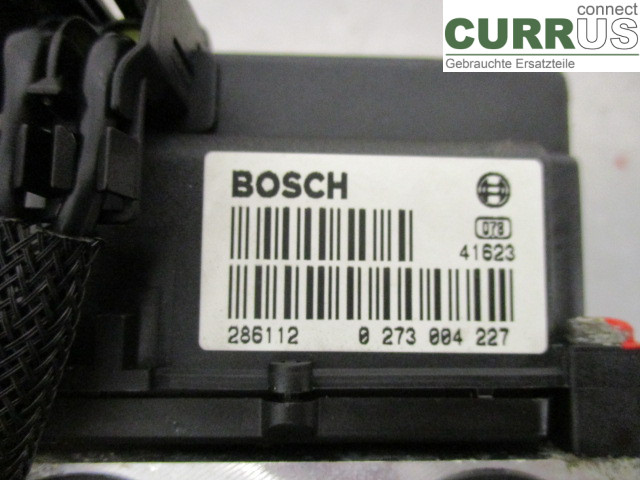 connect
CURRUS
Gebrauchte Ersatzteile
BOSCH
078
41623
286112 0 273 004 227